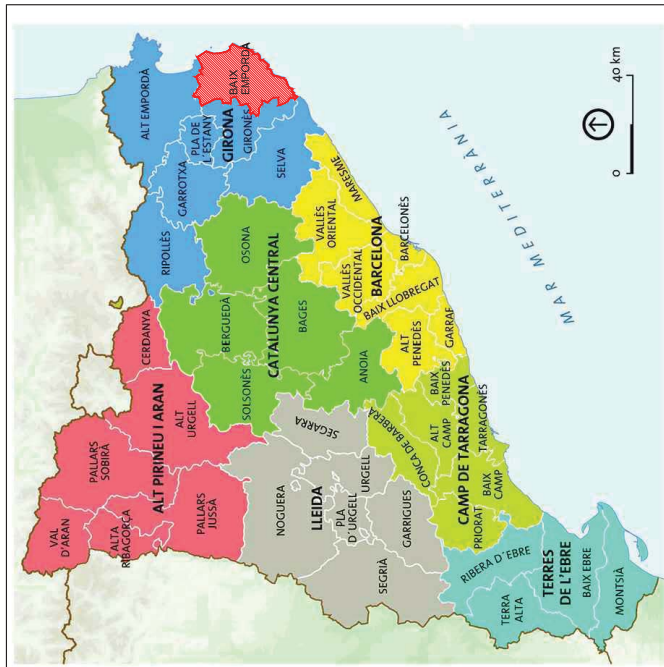 VAL
D'ARAN
ALTA
RIBAGORÇA
PALLARS
SOBIRÀ
PALLARS
JUSSÀ
ALT PIRINEU I ARAN
ALT
URGELL
CERDANYA
RIPOLLÈS
GARROTXA
ALT EMPORDÀ
PLA DE
L'ESTANY
GIRONA
GIRONÈS
BAIX
EMPORDÀ
SELVA
SOLSONÈS
BERGUEDÀ
OSONA
CATALUNYA CENTRAL
BAGES
ANOIA
NOGUERA
SEGARRA
LLEIDA
PLA
D´URGELL
URGELL
GARRIGUES
SEGRIÀ
VALLÈS
ORIENTAL
MARESME
VALLÈS
OCCIDENTAL
BARCELONA
BARCELONÈS
BAIX LLOBREGAT
ALT
PENEDÈS
GARRAF
CONCA DE BARBERÀ
ALT
CAMP
BAIX
PENEDÈS
CAMP DE TARRAGONA
TARRAGONÈS
PRIORAT
BAIX
CAMP
RIBERA D´EBRE
TERRA
ALTA
TERRES
DE L'EBRE
BAIX EBRE
MONTSIÀ
MAR MEDITERRÀNIA
0 40 km